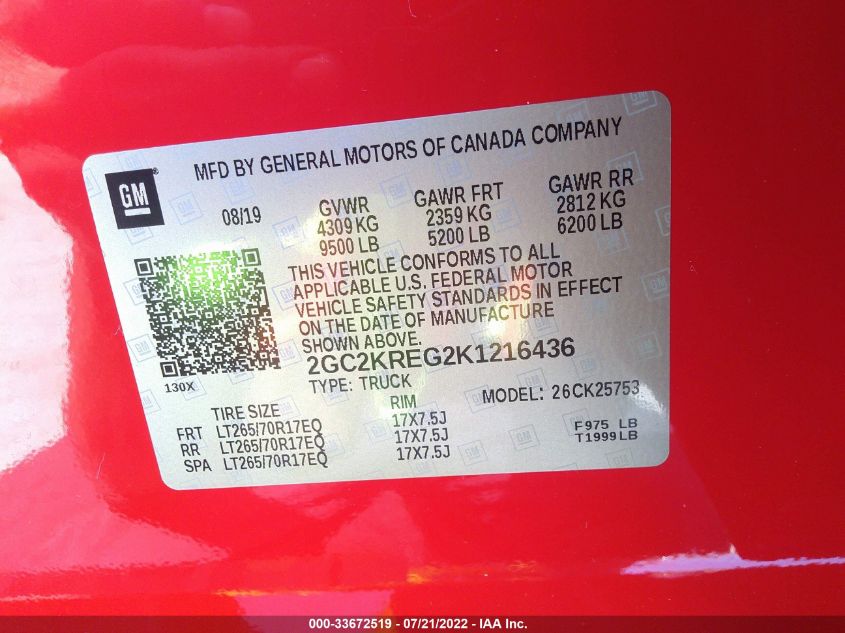 MFD BY GENERAL MOTORS OF CANADA COMPANY
GM
08/19 GVWR GAWR FRT GAWR RR
4309 KG 2359 KG 2812 KG
9500 LB 5200 LB 6200 LB
THIS VEHICLE CONFORMS TO ALL
APPLICABLE U.S. FEDERAL MOTOR
VEHICLE SAFETY STANDARDS IN EFFECT
ON THE DATE OF MANUFACTURE
SHOWN ABOVE.
2GC2KREG2K1216436
130X
TYPE: TRUCK MODEL: 26CK25753
TIRE SIZE RIM
FRT LT265/70R17EQ 17X7.5J F975 LB
RR LT265/70R17EQ 17X7.5J T1999LB
SPA LT265/70R17EQ 17X7.5J
000-33672519 - 07/21/2022 - IAA Inc.